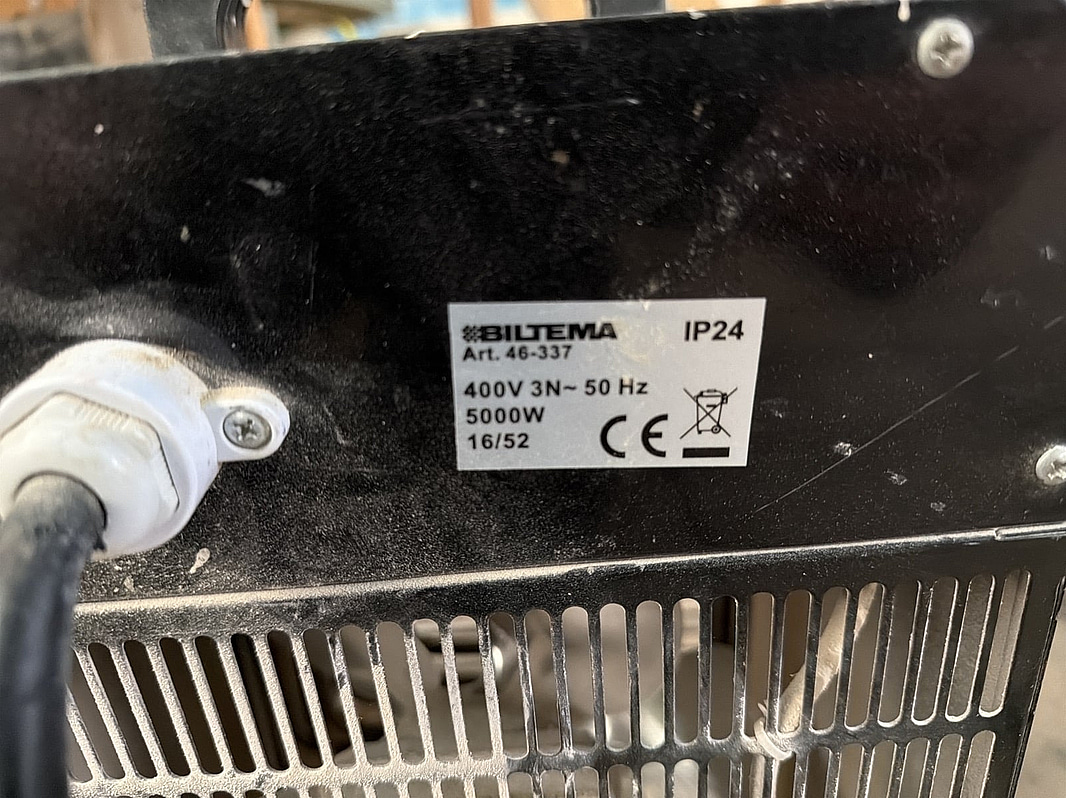 BILTEMA IP24
Art. 46-337
400V 3N~ 50 Hz
5000W
16/52 CE